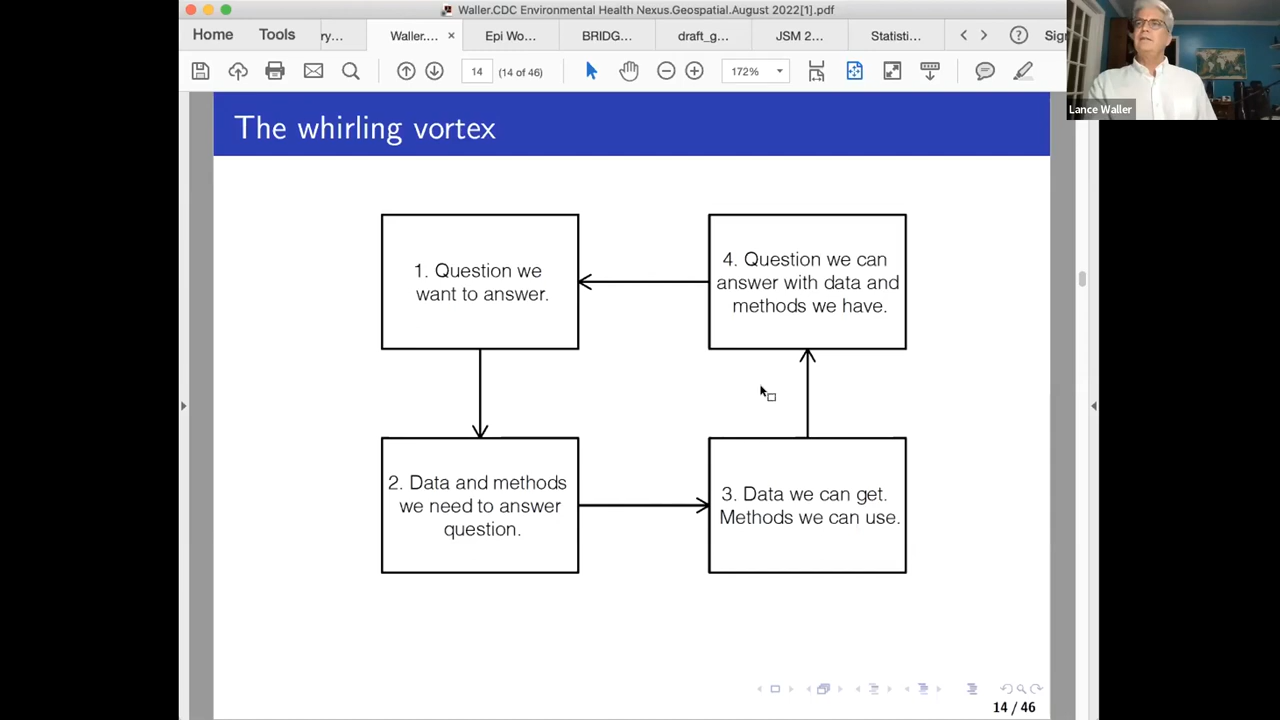 Waller.CDC Environmental Health Nexus.Geospatial.August 2022[1].pdf
Home Tools ry... Waller.... × Epi Wo... BRIDG... draft_g... JSM 2... Statisti... Sig
14 (14 of 46) 172%
Lance Waller
The whirling vortex
1. Question we
want to answer.
4. Question we can
answer with data and
methods we have.
2. Data and methods
we need to answer
question.
3. Data we can get.
Methods we can use.
14 / 46